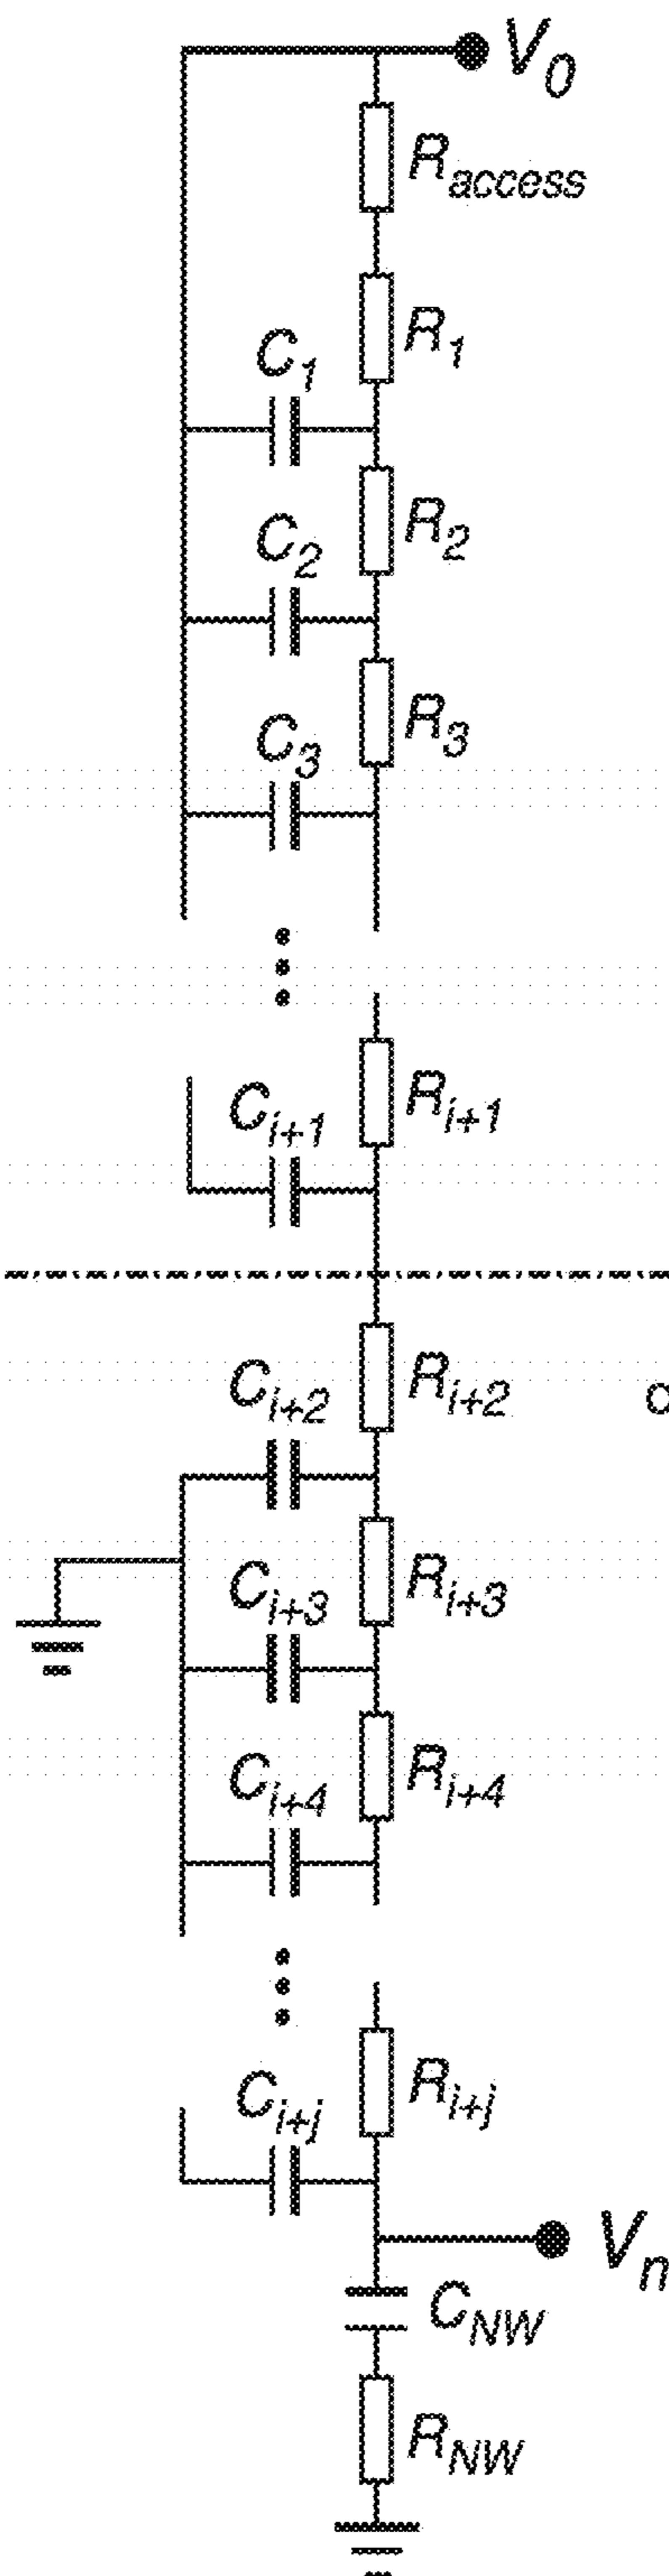 V0
Raccess
R1
C1
R2
C2
R3
C3
Ri+1
Ci+1
Ri+2
Ci+2
Ri+3
Ci+3
Ri+4
Ci+4
Ri+j
Ci+j
Vn
CNW
RNW